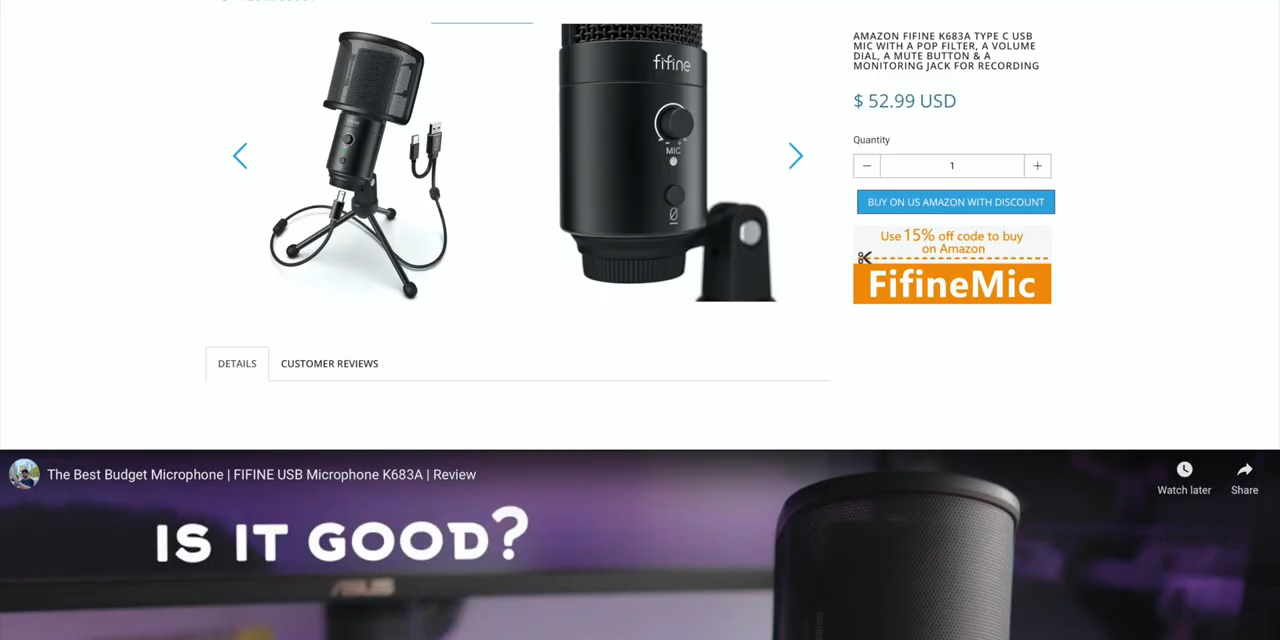 fifine
MIC
AMAZON FIFINE K683A TYPE C USB
MIC WITH A POP FILTER, A VOLUME
DIAL, A MUTE BUTTON & A
MONITORING JACK FOR RECORDING
$ 52.99 USD
Quantity
− 1 +
BUY ON US AMAZON WITH DISCOUNT
Use 15% off code to buy
on Amazon
FifineMic
DETAILS CUSTOMER REVIEWS
The Best Budget Microphone | FIFINE USB Microphone K683A | Review
Watch later Share
IS IT GOOD?
ASUS